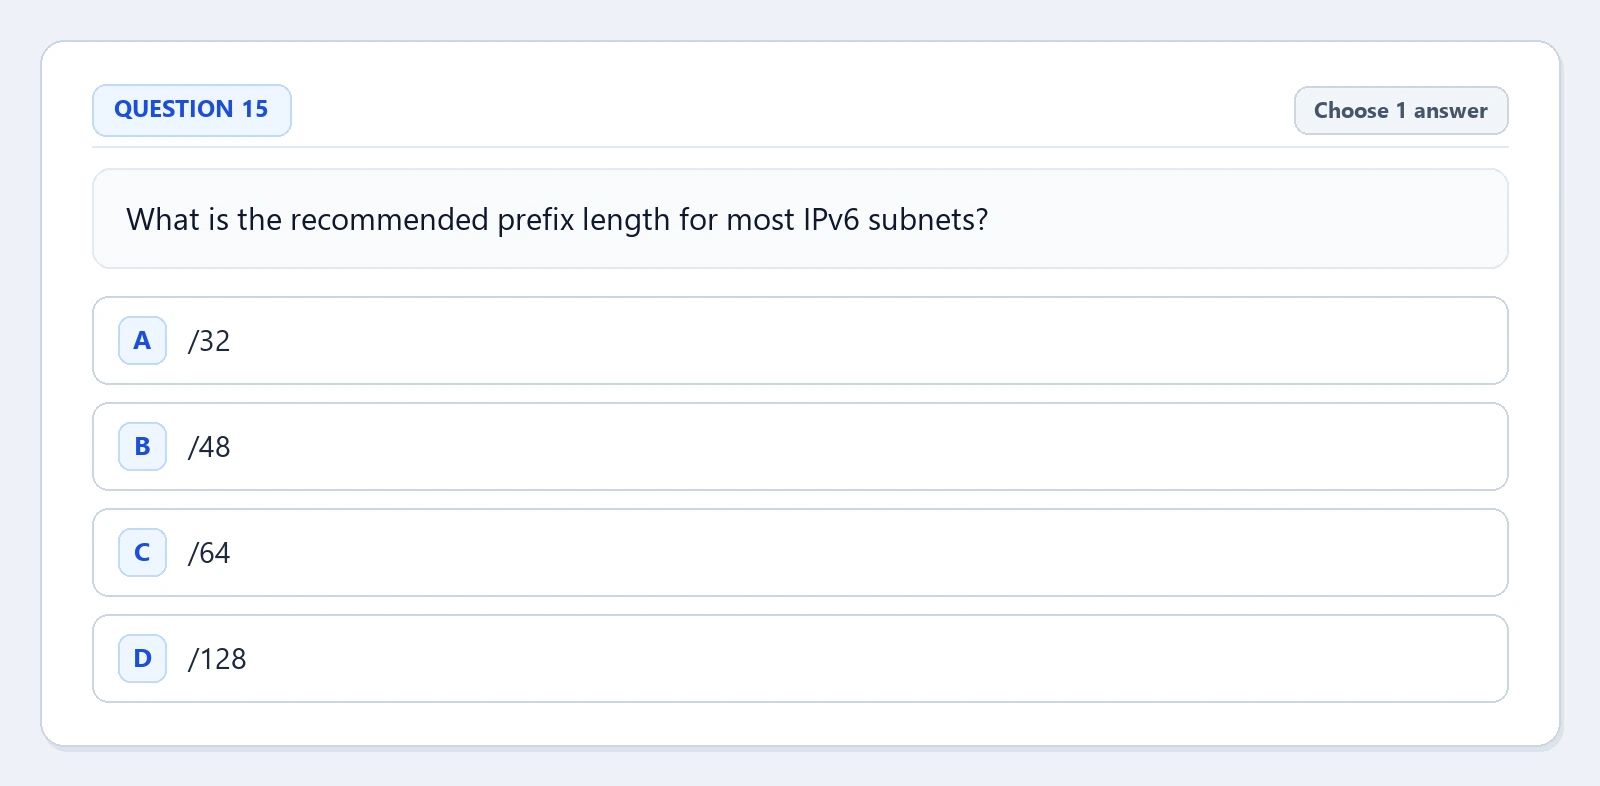 QUESTION 15
Choose 1 answer
What is the recommended prefix length for most IPv6 subnets?
A /32
B /48
C /64
D /128